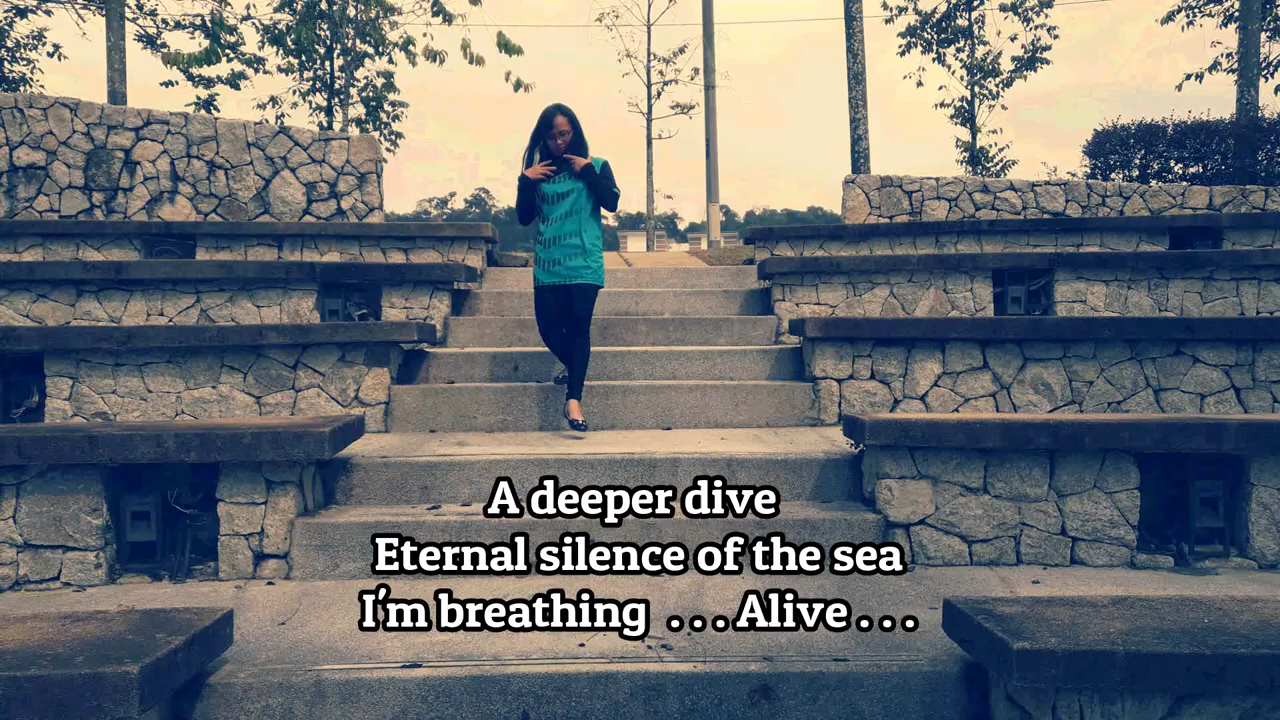 A deeper dive
Eternal silence of the sea
I'm breathing ...Alive...